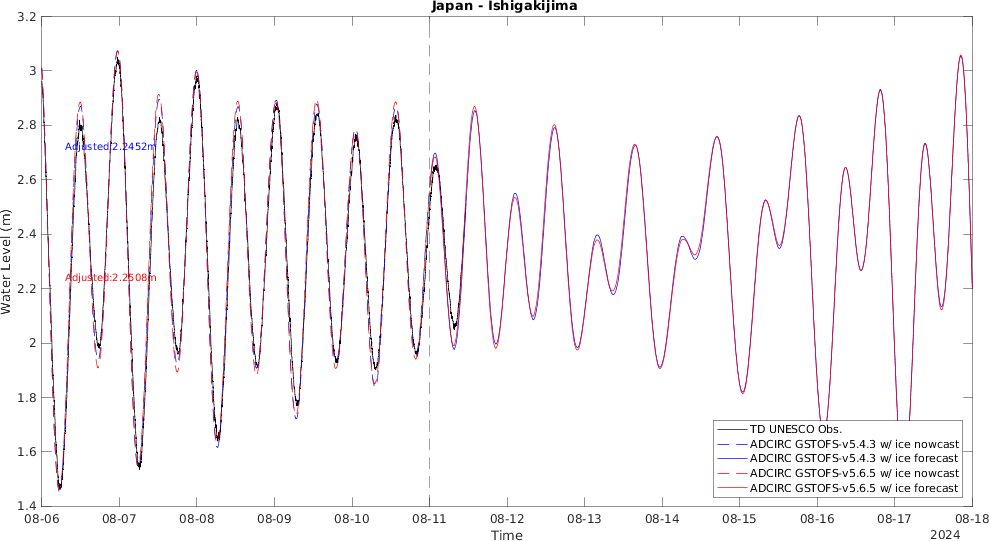 Japan - Ishigakijima
3.2
3
2.8
2.6
2.4
2.2
2
1.8
1.6
1.4
Water Level (m)
Adjusted:2.2452m
Adjusted:2.2508m
TD UNESCO Obs.
ADCIRC GSTOFS-v5.4.3 w/ ice nowcast
ADCIRC GSTOFS-v5.4.3 w/ ice forecast
ADCIRC GSTOFS-v5.6.5 w/ ice nowcast
ADCIRC GSTOFS-v5.6.5 w/ ice forecast
08-06 08-07 08-08 08-09 08-10 08-11 08-12 08-13 08-14 08-15 08-16 08-17 08-18
Time
2024